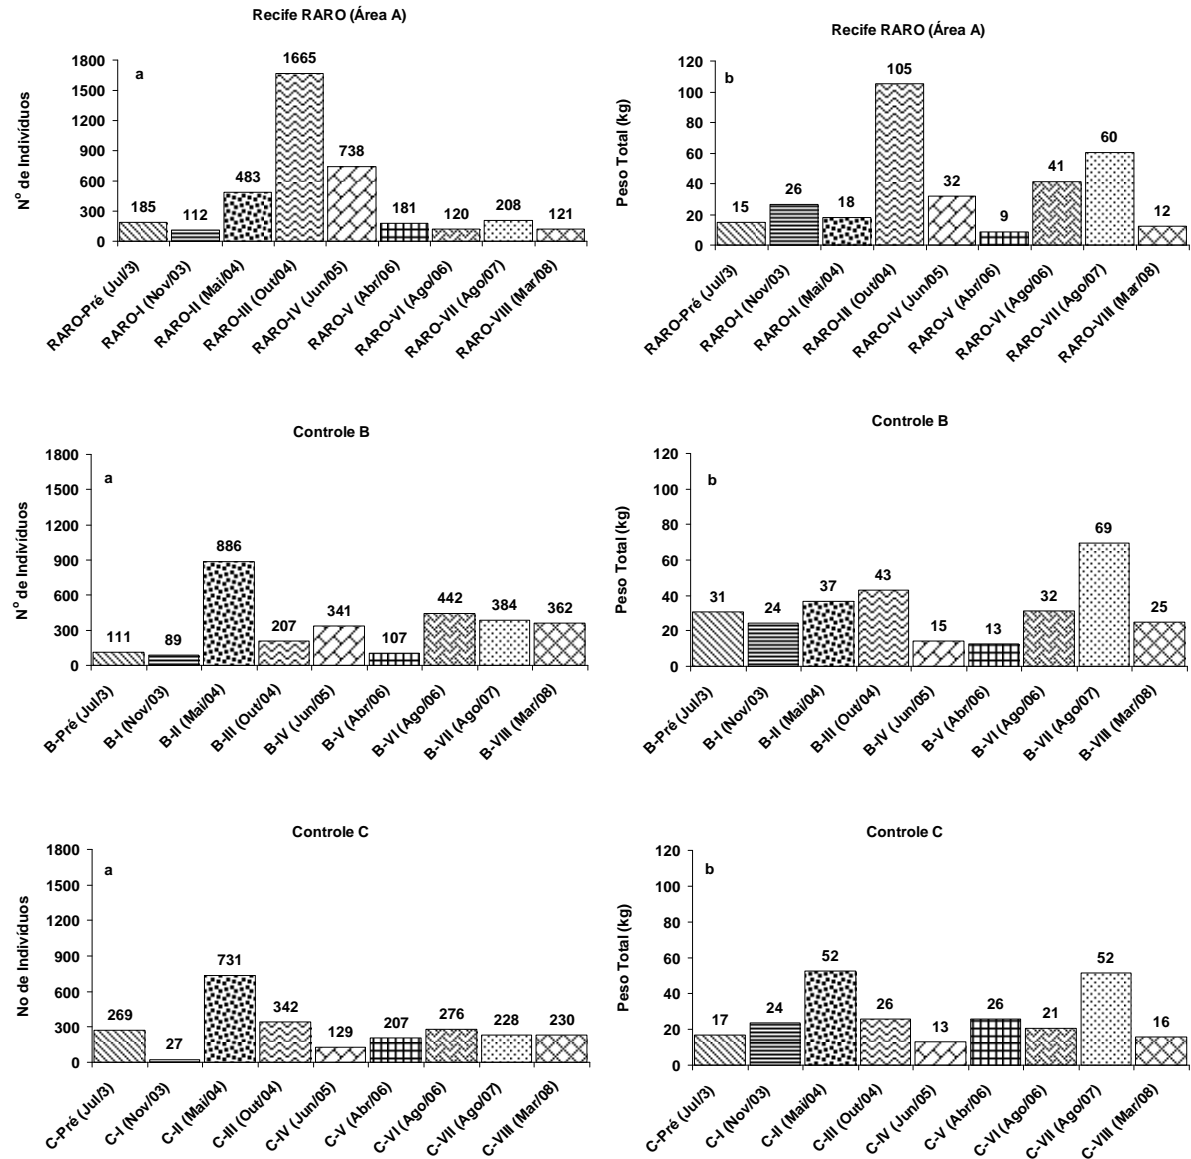 Recife RARO (Área A)
a
Nº de Indivíduos
1800
1500
1200
900
600
300
0
185
112
483
1665
738
181
120
208
121
RARO-Pré (Jul/3)
RARO-I (Nov/03)
RARO-II (Mai/04)
RARO-III (Out/04)
RARO-IV (Jun/05)
RARO-V (Abr/06)
RARO-VI (Ago/06)
RARO-VII (Ago/07)
RARO-VIII (Mar/08)
Recife RARO (Área A)
b
Peso Total (kg)
120
100
80
60
40
20
0
15
26
18
105
32
9
41
60
12
RARO-Pré (Jul/3)
RARO-I (Nov/03)
RARO-II (Mai/04)
RARO-III (Out/04)
RARO-IV (Jun/05)
RARO-V (Abr/06)
RARO-VI (Ago/06)
RARO-VII (Ago/07)
RARO-VIII (Mar/08)
Controle B
a
Nº de Indivíduos
1800
1500
1200
900
600
300
0
111
89
886
207
341
107
442
384
362
B-Pré (Jul/3)
B-I (Nov/03)
B-II (Mai/04)
B-III (Out/04)
B-IV (Jun/05)
B-V (Abr/06)
B-VI (Ago/06)
B-VII (Ago/07)
B-VIII (Mar/08)
Controle B
b
Peso Total (kg)
120
100
80
60
40
20
0
31
24
37
43
15
13
32
69
25
B-Pré (Jul/3)
B-I (Nov/03)
B-II (Mai/04)
B-III (Out/04)
B-IV (Jun/05)
B-V (Abr/06)
B-VI (Ago/06)
B-VII (Ago/07)
B-VIII (Mar/08)
Controle C
a
No de Indivíduos
1800
1500
1200
900
600
300
0
269
27
731
342
129
207
276
228
230
C-Pré (Jul/3)
C-I (Nov/03)
C-II (Mai/04)
C-III (Out/04)
C-IV (Jun/05)
C-V (Abr/06)
C-VI (Ago/06)
C-VII (Ago/07)
C-VIII (Mar/08)
Controle C
b
Peso Total (kg)
120
100
80
60
40
20
0
17
24
52
26
13
26
21
52
16
C-Pré (Jul/3)
C-I (Nov/03)
C-II (Mai/04)
C-III (Out/04)
C-IV (Jun/05)
C-V (Abr/06)
C-VI (Ago/06)
C-VII (Ago/07)
C-VIII (Mar/08)